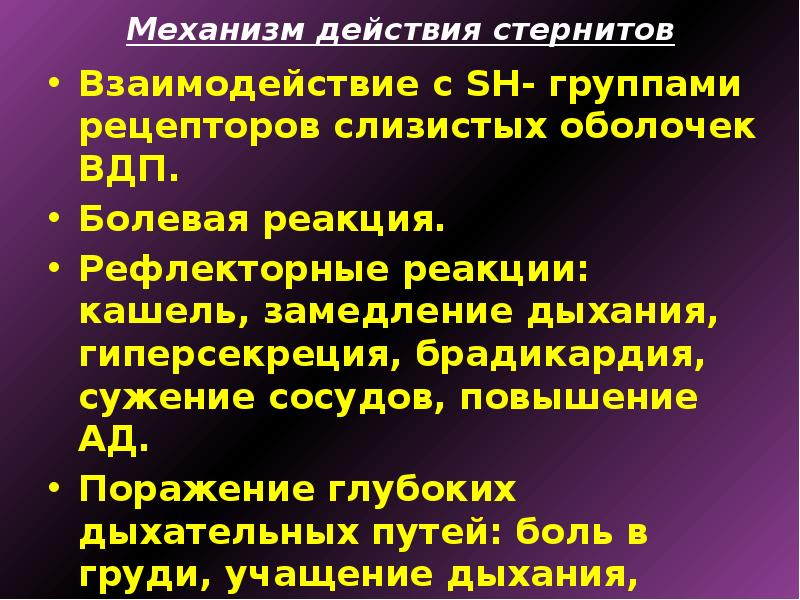 Механизм действия стернитов
• Взаимодействие с SH- группами
рецепторов слизистых оболочек
ВДП.
• Болевая реакция.
• Рефлекторные реакции:
кашель, замедление дыхания,
гиперсекреция, брадикардия,
сужение сосудов, повышение
АД.
• Поражение глубоких
дыхательных путей: боль в
груди, учащение дыхания,